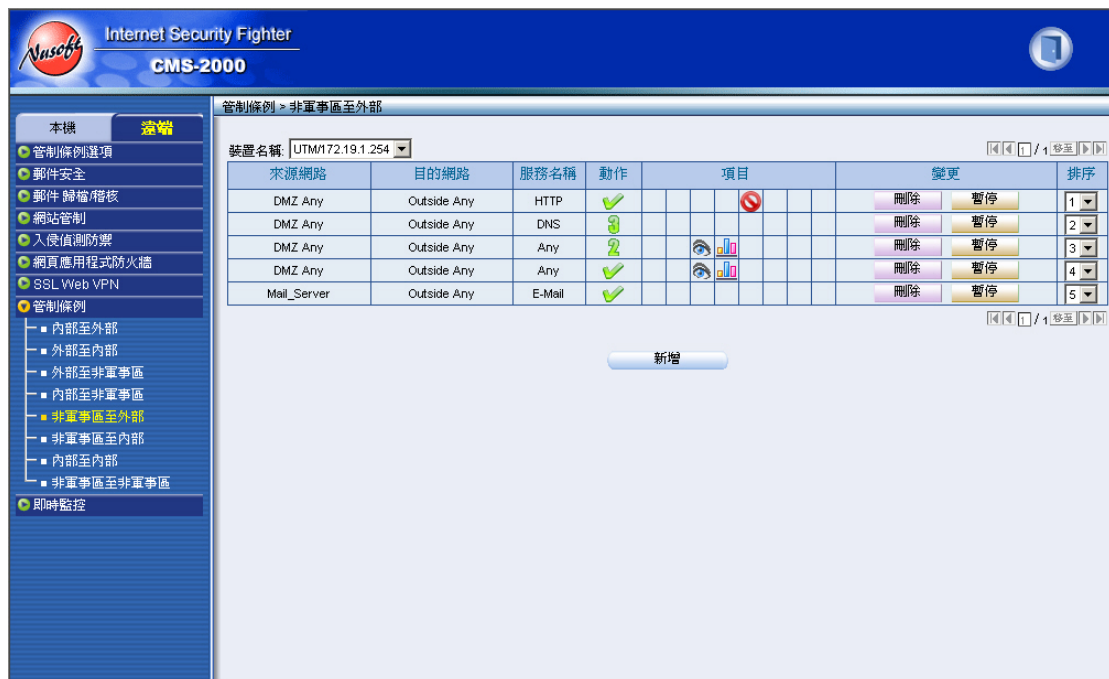 Nusoft
Internet Security Fighter
CMS-2000
本機 遠端
管制條例選項
郵件安全
郵件 歸檔/稽核
網站管制
入侵偵測防禦
網頁應用程式防火牆
SSL Web VPN
管制條例
內部至外部
外部至內部
外部至非軍事區
內部至非軍事區
非軍事區至外部
非軍事區至內部
內部至內部
非軍事區至非軍事區
即時監控
管制條例 > 非軍事區至外部
裝置名稱: UTM/172.19.1.254 1 / 1 移至
來源網路 目的網路 服務名稱 動作 項目 變更 排序
DMZ Any Outside Any HTTP 刪除 暫停 1
DMZ Any Outside Any DNS 3 刪除 暫停 2
DMZ Any Outside Any Any 2 刪除 暫停 3
DMZ Any Outside Any Any 刪除 暫停 4
Mail_Server Outside Any E-Mail 刪除 暫停 5
1 / 1 移至
新增